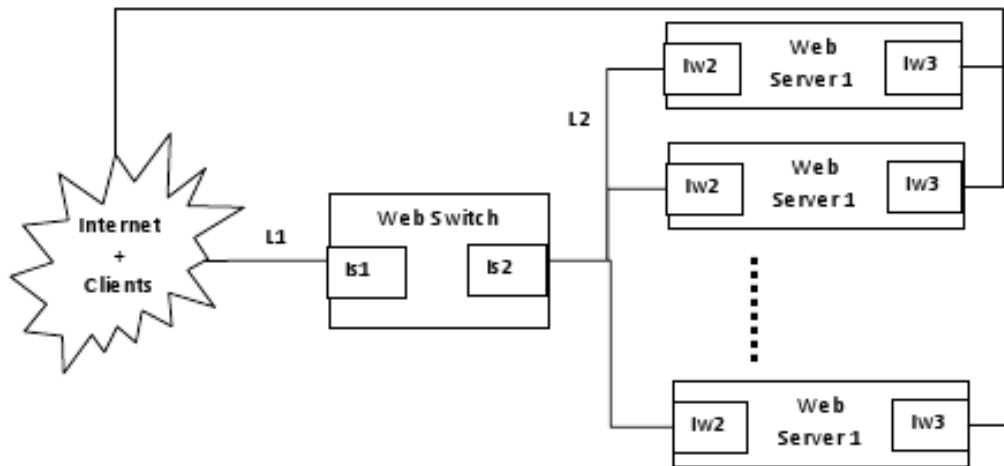 Iw2
Web
Server 1
Iw3
L2
Iw2
Web
Server 1
Iw3
Internet
+
Clients
L1
Web Switch
Is1
Is2
Iw2
Web
Server 1
Iw3